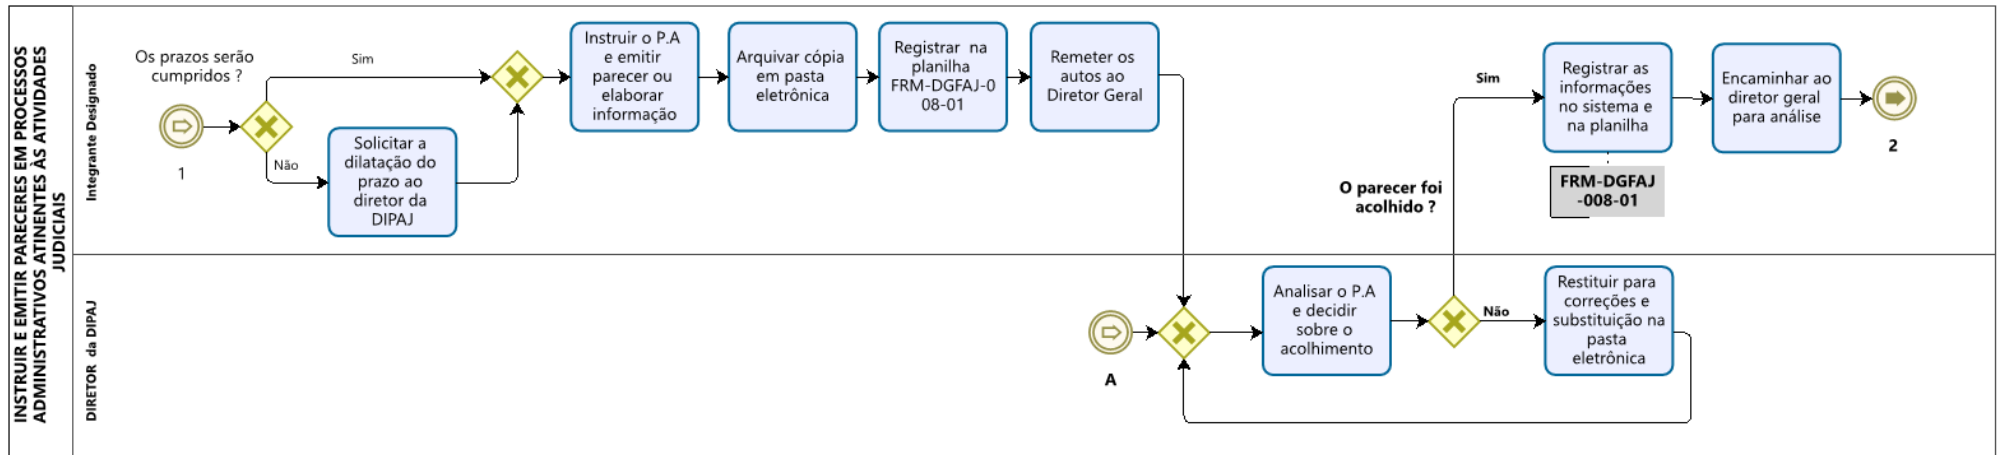 INSTRUIR E EMITIR PARECERES EM PROCESSOS
ADMINISTRATIVOS ATINENTES ÀS ATIVIDADES
JUDICIAIS
Integrante Designado
Os prazos serão
cumpridos ?
1
Sim
Não
Solicitar a
dilatação do
prazo ao
diretor da
DIPAJ
Instruir o P.A
e emitir
parecer ou
elaborar
informação
Arquivar cópia
em pasta
eletrônica
Registrar na
planilha
FRM-DGFAJ-0
08-01
Remeter os
autos ao
Diretor Geral
O parecer foi
acolhido ?
Sim
Registrar as
informações
no sistema e
na planilha
FRM-DGFAJ
-008-01
Encaminhar ao
diretor geral
para análise
2
DIRETOR da DIPAJ
A
Analisar o P.A
e decidir
sobre o
acolhimento
Não
Restituir para
correções e
substituição na
pasta
eletrônica